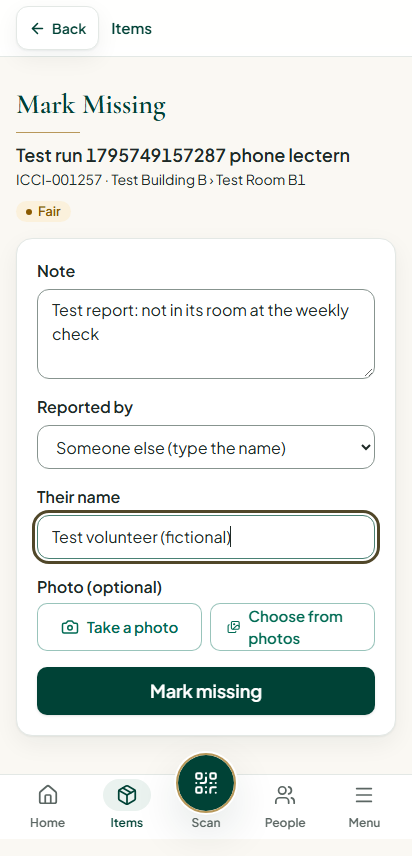 Back Items
Mark Missing
Test run 1795749157287 phone lectern
ICCI-001257 · Test Building B › Test Room B1
Fair
Note
Test report: not in its room at the weekly
check
Reported by
Someone else (type the name)
Their name
Test volunteer (fictional)
Photo (optional)
Take a photo
Choose from
photos
Mark missing
Home Items Scan People Menu